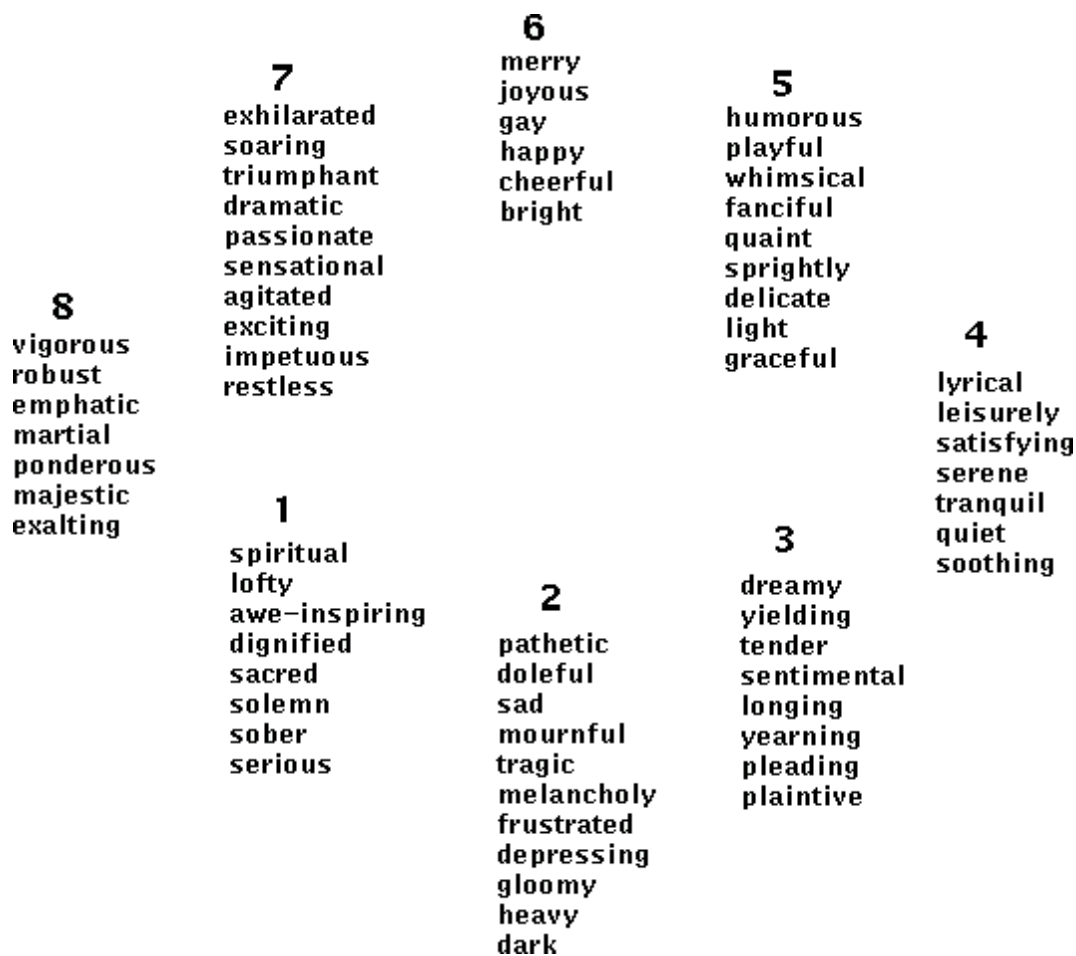 6
merry
joyous
gay
happy
cheerful
bright
7
exhilarated
soaring
triumphant
dramatic
passionate
sensational
agitated
exciting
impetuous
restless
5
humorous
playful
whimsical
fanciful
quaint
sprightly
delicate
light
graceful
8
vigorous
robust
emphatic
martial
ponderous
majestic
exalting
4
lyrical
leisurely
satisfying
serene
tranquil
quiet
soothing
1
spiritual
lofty
awe-inspiring
dignified
sacred
solemn
sober
serious
2
pathetic
doleful
sad
mournful
tragic
melancholy
frustrated
depressing
gloomy
heavy
dark
3
dreamy
yielding
tender
sentimental
longing
yearning
pleading
plaintive